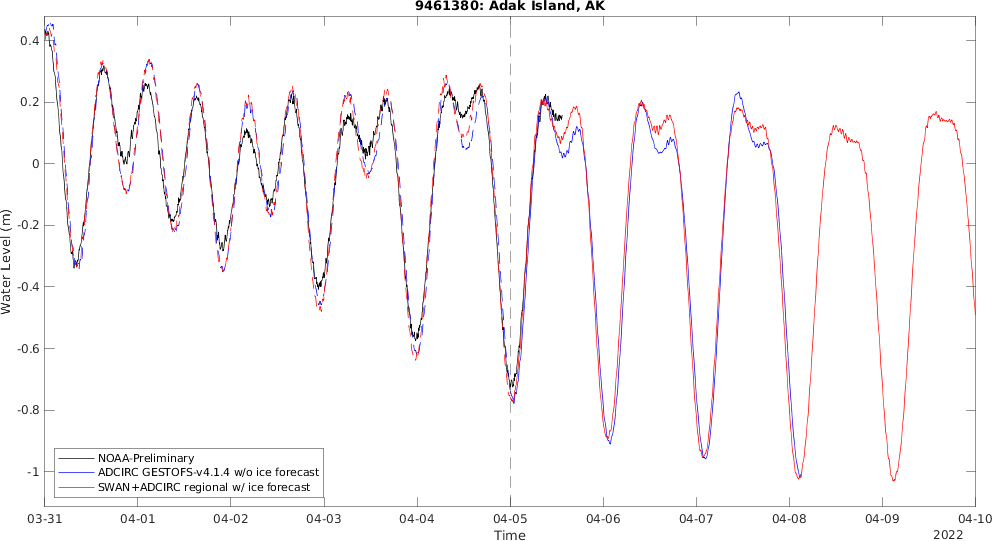 9461380: Adak Island, AK
Water Level (m)
0.4
0.2
0
-0.2
-0.4
-0.6
-0.8
-1
NOAA-Preliminary
ADCIRC GESTOFS-v4.1.4 w/o ice forecast
SWAN+ADCIRC regional w/ ice forecast
03-31 04-01 04-02 04-03 04-04 04-05 04-06 04-07 04-08 04-09 04-10
Time
2022